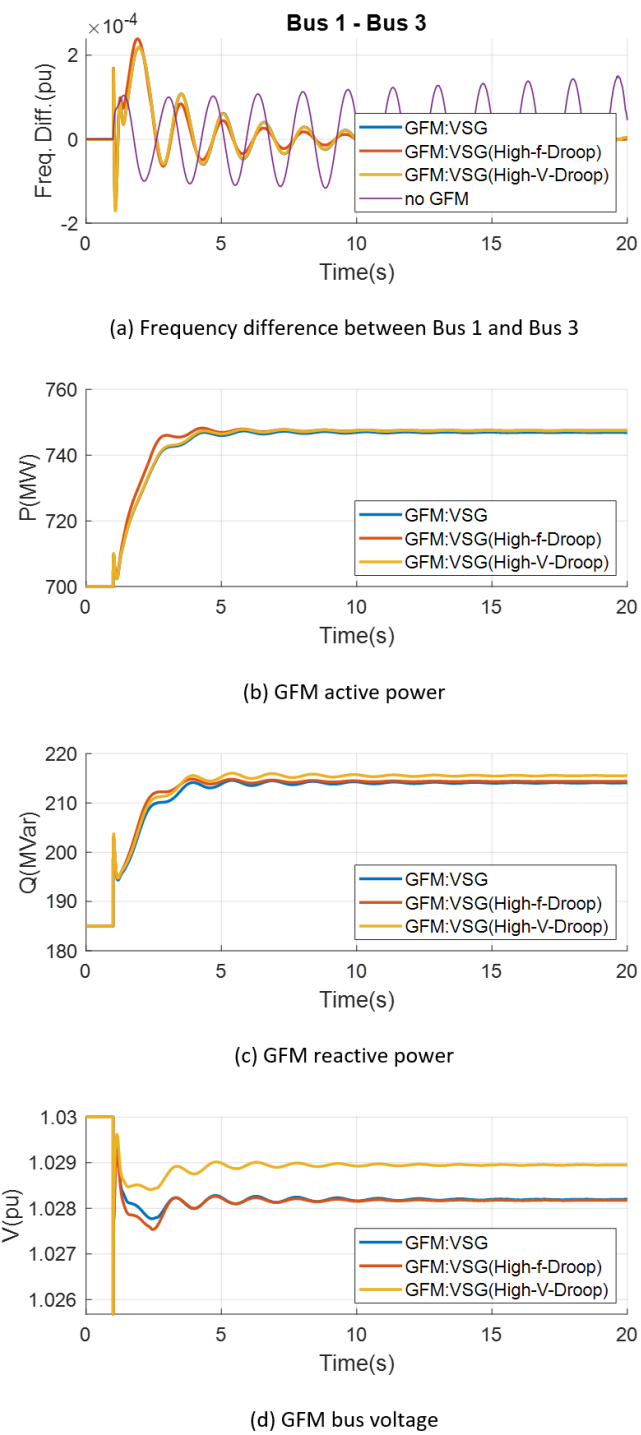 ×10⁻⁴
Bus 1 - Bus 3
2
0
-2
Freq. Diff.(pu)
GFM:VSG
GFM:VSG(High-f-Droop)
GFM:VSG(High-V-Droop)
no GFM
0 5 10 15 20
Time(s)
(a) Frequency difference between Bus 1 and Bus 3
760
740
720
700
P(MW)
GFM:VSG
GFM:VSG(High-f-Droop)
GFM:VSG(High-V-Droop)
0 5 10 15 20
Time(s)
(b) GFM active power
220
210
200
190
180
Q(MVar)
GFM:VSG
GFM:VSG(High-f-Droop)
GFM:VSG(High-V-Droop)
0 5 10 15 20
Time(s)
(c) GFM reactive power
1.03
1.029
1.028
1.027
1.026
V(pu)
GFM:VSG
GFM:VSG(High-f-Droop)
GFM:VSG(High-V-Droop)
0 5 10 15 20
Time(s)
(d) GFM bus voltage